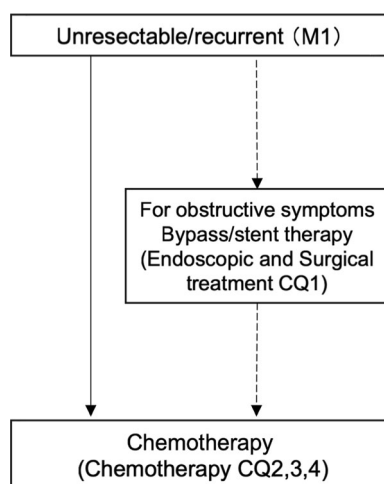 Unresectable/recurrent（M1）
For obstructive symptoms
Bypass/stent therapy
(Endoscopic and Surgical
treatment CQ1)
Chemotherapy
(Chemotherapy CQ2,3,4)